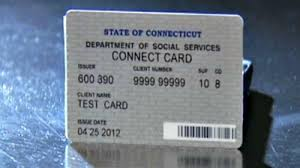 STATE OF CONNECTICUT
DEPARTMENT OF SOCIAL SERVICES
CONNECT CARD
ISSUER CLIENT NUMBER SUF CD
600 390 9999 99999 10 8
CLIENT NAME
TEST CARD
ISSUE DATE
04 25 2012